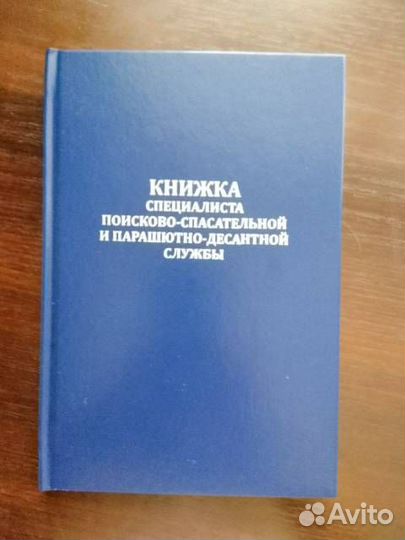 КНИЖКА
СПЕЦИАЛИСТА
ПОИСКОВО-СПАСАТЕЛЬНОЙ
И ПАРАШЮТНО-ДЕСАНТНОЙ
СЛУЖБЫ
Avito